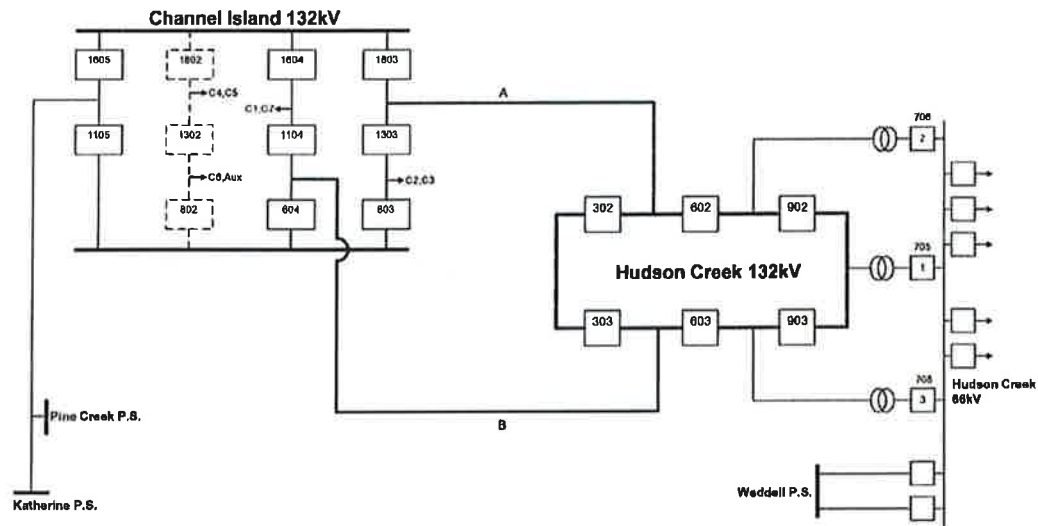 Channel Island 132kV
1605
1802
1604
1803
C4,C5
C1,C7
A
1105
1302
1104
1303
C6,Aux
C2,C3
802
604
603
706
2
302
602
902
705
1
Hudson Creek 132kV
303
603
903
3
Hudson Creek
66kV
B
Pine Creek P.S.
Katherine P.S.
Weddell P.S.